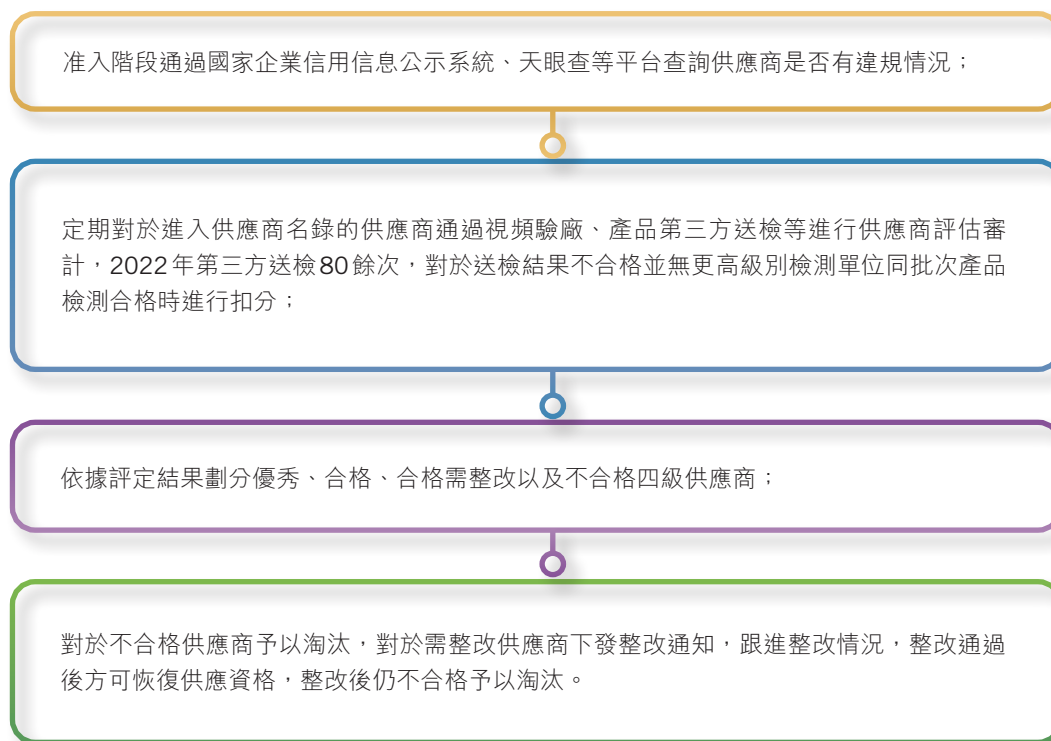 准入階段通過國家企業信用信息公示系統、天眼查等平台查詢供應商是否有違規情況；
定期對於進入供應商名錄的供應商通過視頻驗廠、產品第三方送檢等進行供應商評估審
計，2022年第三方送檢80餘次，對於送檢結果不合格並無更高級別檢測單位同批次產品
檢測合格時進行扣分；
依據評定結果劃分優秀、合格、合格需整改以及不合格四級供應商；
對於不合格供應商予以淘汰，對於需整改供應商下發整改通知，跟進整改情況，整改通過
後方可恢復供應資格，整改後仍不合格予以淘汰。